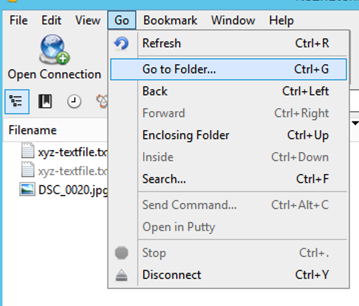 File Edit View Go Bookmark Window Help
Open Connection
Refresh Ctrl+R
Go to Folder... Ctrl+G
Back Ctrl+Left
Forward Ctrl+Right
Enclosing Folder Ctrl+Up
Inside Ctrl+Down
Search... Ctrl+F
Send Command... Ctrl+Alt+C
Open in Putty
Stop Ctrl+.
Disconnect Ctrl+Y
Filename
xyz-textfile.tx
xyz-textfile.tx
DSC_0020.jpg